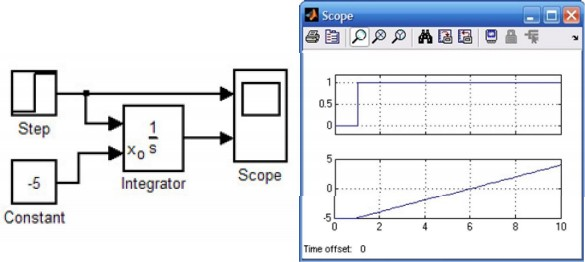 Step
-5
Constant
x₀
1
s
Integrator
Scope
Scope
1
0.5
0
5
0
-5
0 2 4 6 8 10
Time offset: 0